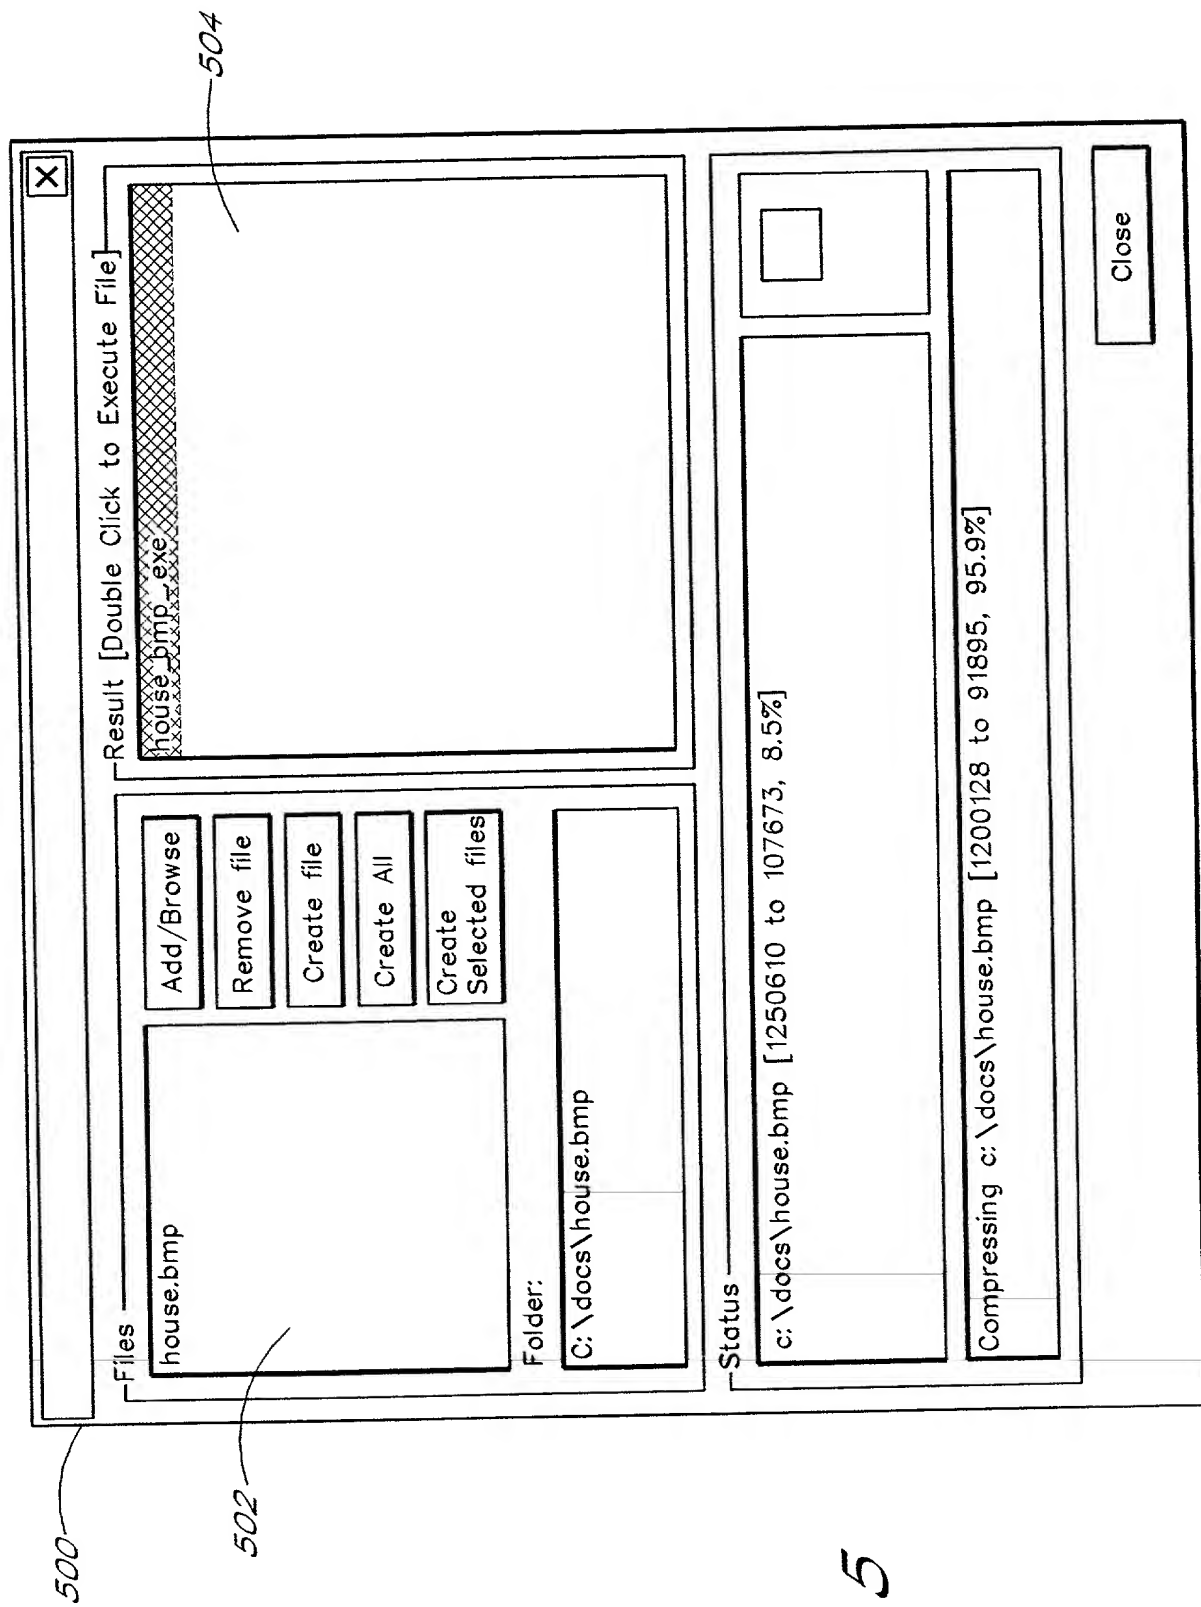 500
504
Files
Result [Double Click to Execute File]
house.bmp
Add/Browse
Remove file
Create file
Create All
Create
Selected files
house_bmp_.exe
502
Folder:
C:\docs\house.bmp
Status
c:\docs\house.bmp [1250610 to 107673, 8.5%]
Compressing c:\docs\house.bmp [1200128 to 91895, 95.9%]
Close
5